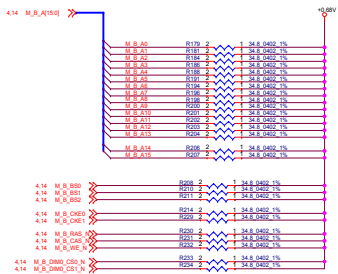 +0.68V
4,14 M_B_A[15:0]
M_B_A0 R179 2 1 34.8_0402_1%
M_B_A1 R181 2 1 34.8_0402_1%
M_B_A2 R184 2 1 34.8_0402_1%
M_B_A3 R186 2 1 34.8_0402_1%
M_B_A4 R188 2 1 34.8_0402_1%
M_B_A5 R191 2 1 34.8_0402_1%
M_B_A6 R194 2 1 34.8_0402_1%
M_B_A7 R196 2 1 34.8_0402_1%
M_B_A8 R198 2 1 34.8_0402_1%
M_B_A9 R200 2 1 34.8_0402_1%
M_B_A10 R201 2 1 34.8_0402_1%
M_B_A11 R202 2 1 34.8_0402_1%
M_B_A12 R203 2 1 34.8_0402_1%
M_B_A13 R204 2 1 34.8_0402_1%
M_B_A14 R206 2 1 34.8_0402_1%
M_B_A15 R207 2 1 34.8_0402_1%
4,14 M_B_BS0 R208 2 1 34.8_0402_1%
4,14 M_B_BS1 R210 2 1 34.8_0402_1%
4,14 M_B_BS2 R211 2 1 34.8_0402_1%
4,14 M_B_CKE0 R214 2 1 34.8_0402_1%
4,14 M_B_CKE1 R229 2 1 34.8_0402_1%
4,14 M_B_RAS_N R230 2 1 34.8_0402_1%
4,14 M_B_CAS_N R231 2 1 34.8_0402_1%
4,14 M_B_WE_N R232 2 1 34.8_0402_1%
4,14 M_B_DIM0_CS0_N R233 2 1 34.8_0402_1%
4,14 M_B_DIM0_CS1_N R234 2 1 34.8_0402_1%